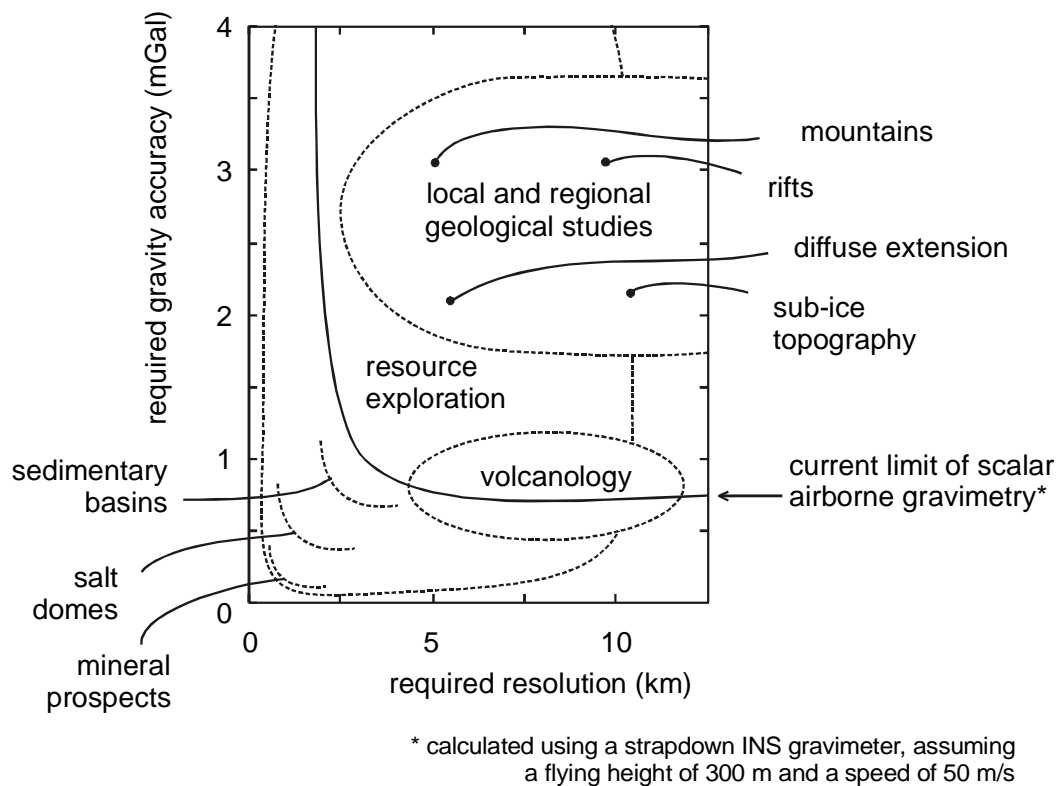 required gravity accuracy (mGal)
4
3
2
1
0
mountains
rifts
local and regional
geological studies
diffuse extension
sub-ice
topography
resource
exploration
volcanology
sedimentary
basins
current limit of scalar
airborne gravimetry*
salt
domes
mineral
prospects
0
5
10
required resolution (km)
* calculated using a strapdown INS gravimeter, assuming
a flying height of 300 m and a speed of 50 m/s